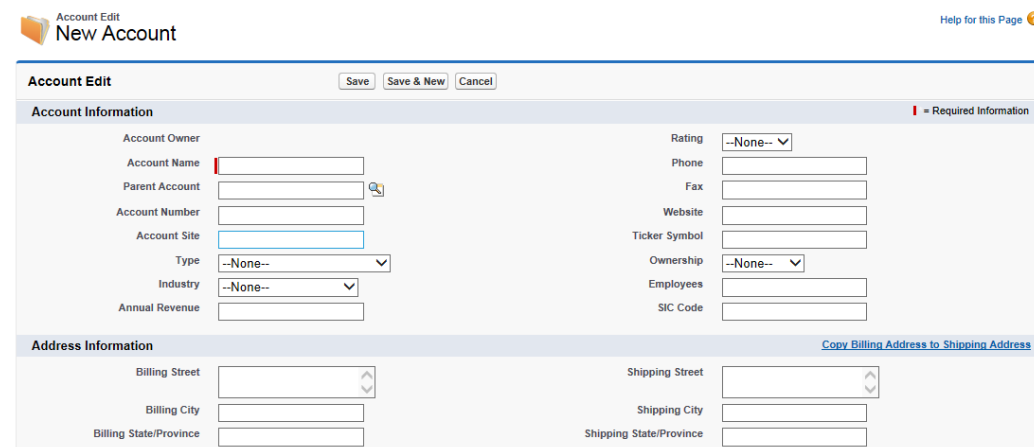 Account Edit
New Account
Help for this Page
Account Edit
Save
Save & New
Cancel
Account Information
= Required Information
Account Owner
Rating
--None--
Account Name
Phone
Parent Account
Fax
Account Number
Website
Account Site
Ticker Symbol
Type
--None--
Ownership
--None--
Industry
--None--
Employees
Annual Revenue
SIC Code
Address Information
Copy Billing Address to Shipping Address
Billing Street
Shipping Street
Billing City
Shipping City
Billing State/Province
Shipping State/Province